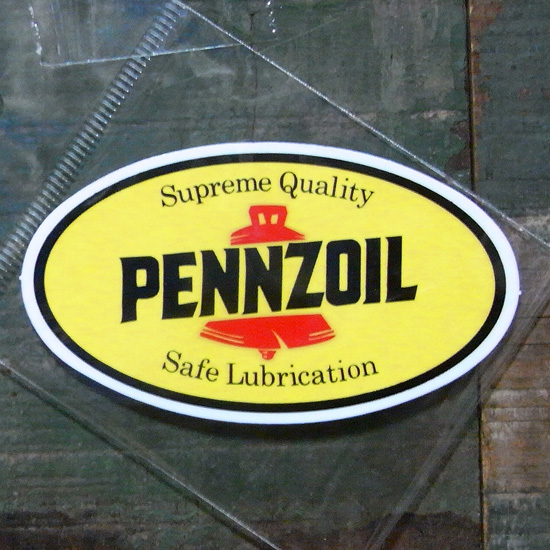 Supreme Quality
PENNZOIL
Safe Lubrication